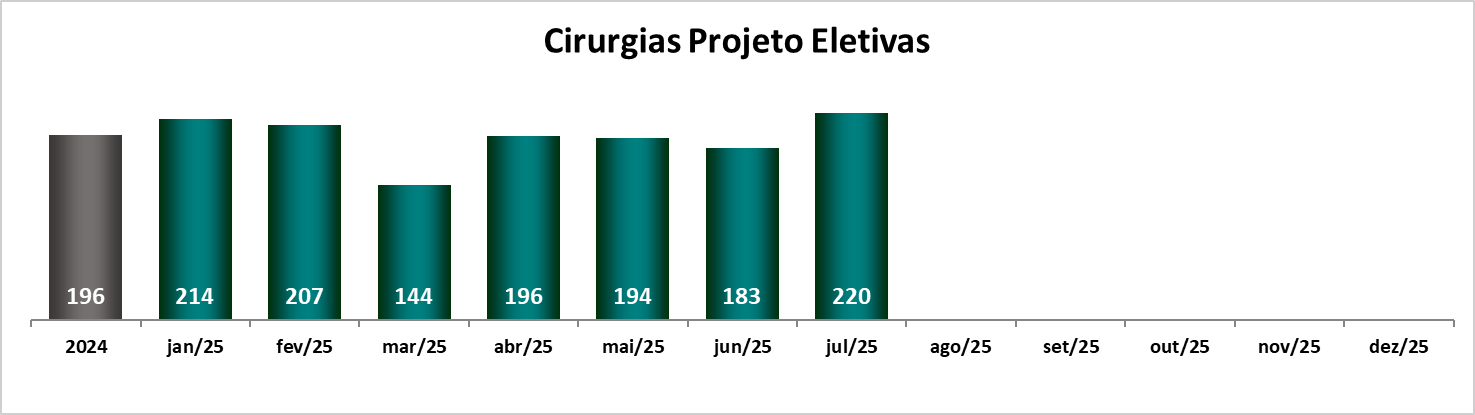 Cirurgias Projeto Eletivas
196 214 207 144 196 194 183 220
2024 jan/25 fev/25 mar/25 abr/25 mai/25 jun/25 jul/25 ago/25 set/25 out/25 nov/25 dez/25